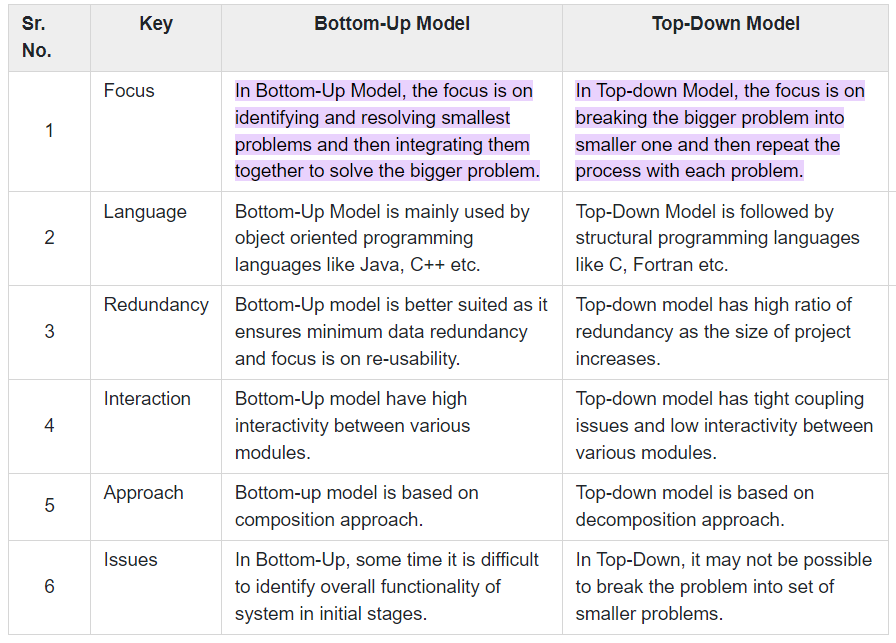 Sr. No. Key Bottom-Up Model Top-Down Model
1
Focus
In Bottom-Up Model, the focus is on
identifying and resolving smallest
problems and then integrating them
together to solve the bigger problem.
In Top-down Model, the focus is on
breaking the bigger problem into
smaller one and then repeat the
process with each problem.
2
Language
Bottom-Up Model is mainly used by
object oriented programming
languages like Java, C++ etc.
Top-Down Model is followed by
structural programming languages
like C, Fortran etc.
3
Redundancy
Bottom-Up model is better suited as it
ensures minimum data redundancy
and focus is on re-usability.
Top-down model has high ratio of
redundancy as the size of project
increases.
4
Interaction
Bottom-Up model have high
interactivity between various
modules.
Top-down model has tight coupling
issues and low interactivity between
various modules.
5
Approach
Bottom-up model is based on
composition approach.
Top-down model is based on
decomposition approach.
6
Issues
In Bottom-Up, some time it is difficult
to identify overall functionality of
system in initial stages.
In Top-Down, it may not be possible
to break the problem into set of
smaller problems.